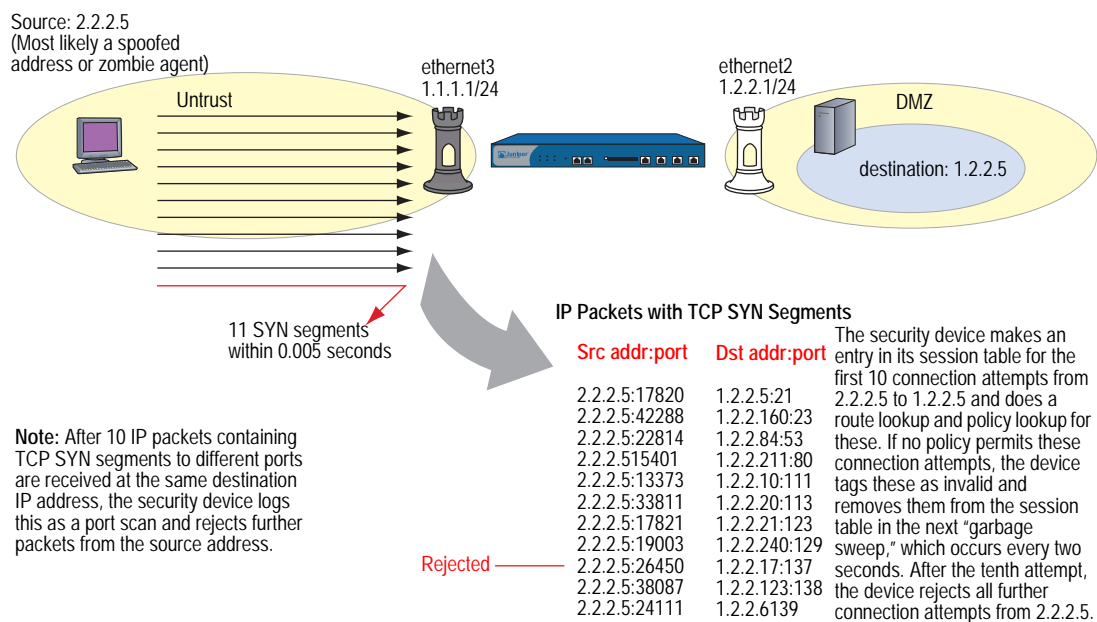 Source: 2.2.2.5
(Most likely a spoofed
address or zombie agent)
Untrust
ethernet3
1.1.1.1/24
Juniper
ethernet2
1.2.2.1/24
DMZ
destination: 1.2.2.5
11 SYN segments
within 0.005 seconds
Note: After 10 IP packets containing
TCP SYN segments to different ports
are received at the same destination
IP address, the security device logs
this as a port scan and rejects further
packets from the source address.
IP Packets with TCP SYN Segments
Src addr:port Dst addr:port
2.2.2.5:17820 1.2.2.5:21
2.2.2.5:42288 1.2.2.160:23
2.2.2.5:22814 1.2.2.84:53
2.2.2.515401 1.2.2.211:80
2.2.2.5:13373 1.2.2.10:111
2.2.2.5:33811 1.2.2.20:113
2.2.2.5:17821 1.2.2.21:123
2.2.2.5:19003 1.2.2.240:129
Rejected 2.2.2.5:26450 1.2.2.17:137
2.2.2.5:38087 1.2.2.123:138
2.2.2.5:24111 1.2.2.6139
The security device makes an
entry in its session table for the
first 10 connection attempts from
2.2.2.5 to 1.2.2.5 and does a
route lookup and policy lookup for
these. If no policy permits these
connection attempts, the device
tags these as invalid and
removes them from the session
table in the next “garbage
sweep,” which occurs every two
seconds. After the tenth attempt,
the device rejects all further
connection attempts from 2.2.2.5.